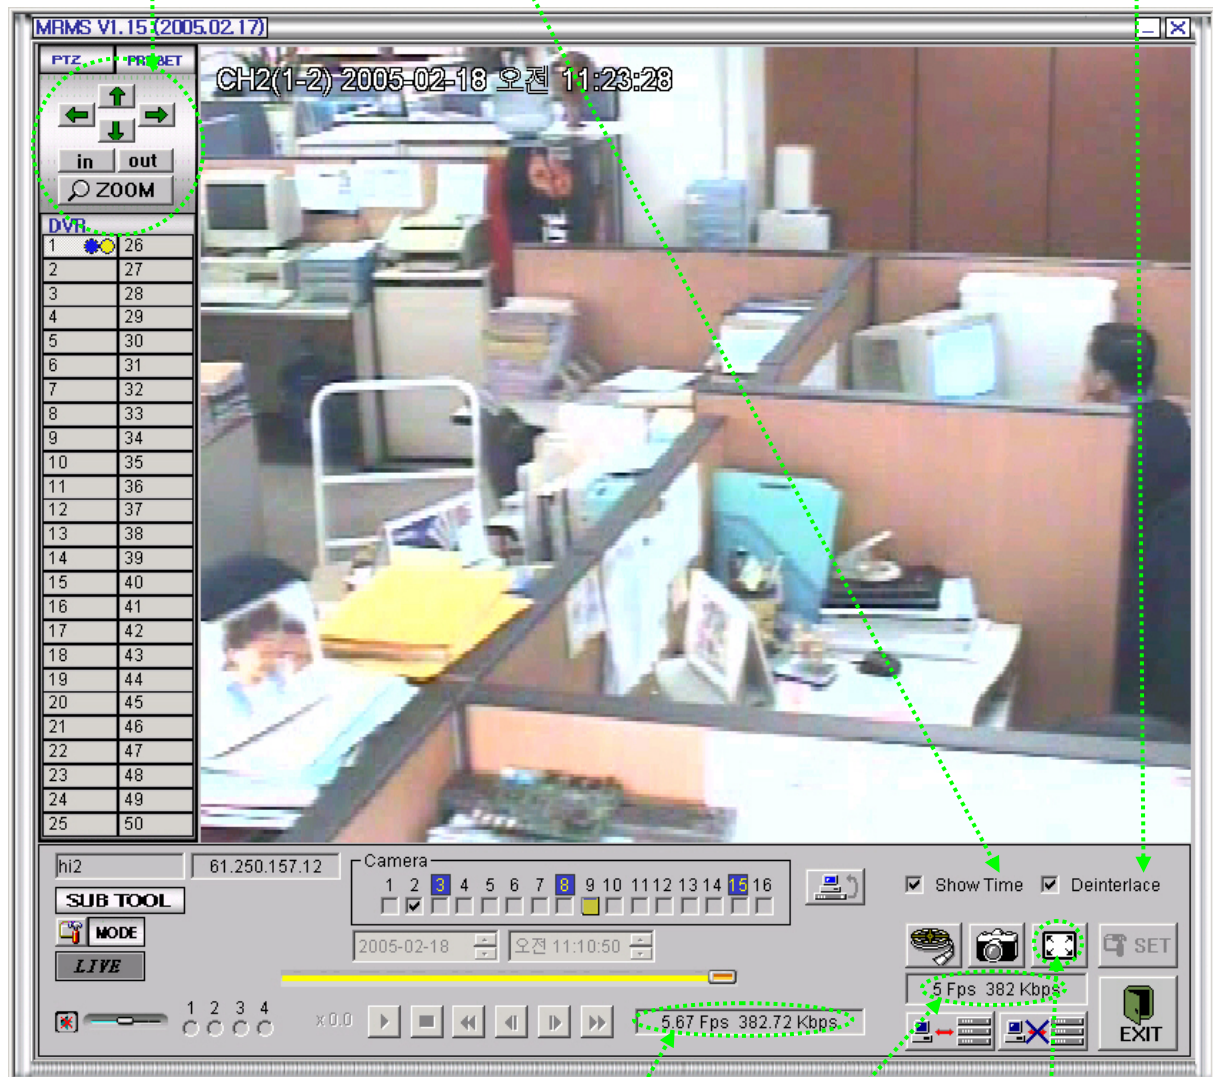 MRMS V1.15 (2005.02.17)
PTZ PRESET
CH2(1-2) 2005-02-18 오전 11:23:28
in out
ZOOM
DVR
1 26
2 27
3 28
4 29
5 30
6 31
7 32
8 33
9 34
10 35
11 36
12 37
13 38
14 39
15 40
16 41
17 42
18 43
19 44
20 45
21 46
22 47
23 48
24 49
25 50
hi2 61.250.157.12
Camera
1 2 3 4 5 6 7 8 9 10 11 12 13 14 15 16
Show Time Deinterlace
SUB TOOL
MODE
2005-02-18 오전 11:10:50
SET
LIVE
5 Fps 382 Kbps
1 2 3 4
x 0.0
5.67 Fps 382.72 Kbps
EXIT